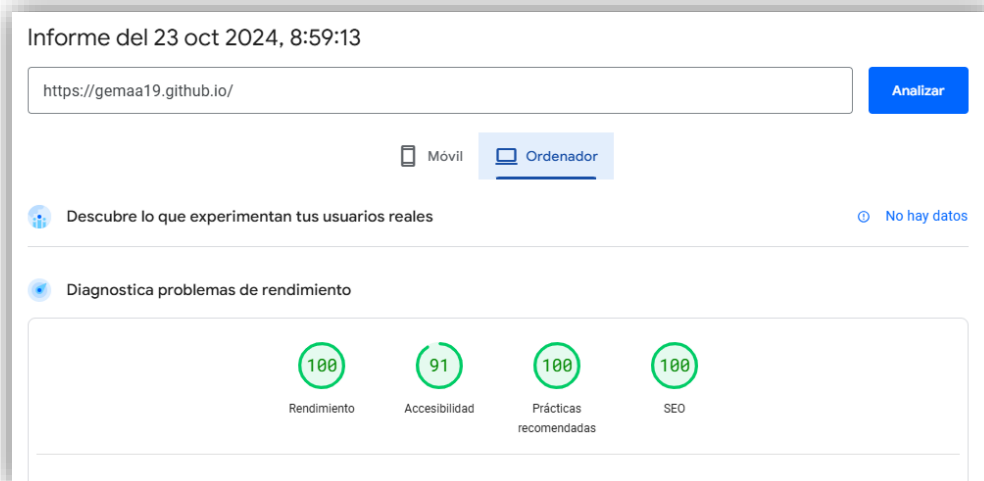 Informe del 23 oct 2024, 8:59:13
https://gemaa19.github.io/
Analizar
Móvil
Ordenador
Descubre lo que experimentan tus usuarios reales
No hay datos
Diagnostica problemas de rendimiento
100
91
100
100
Rendimiento
Accesibilidad
Prácticas
recomendadas
SEO